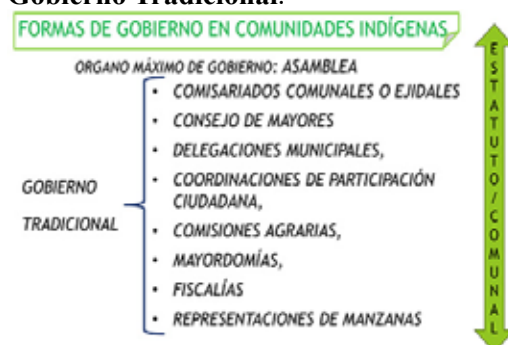 Gobierno Tradicional.
FORMAS DE GOBIERNO EN COMUNIDADES INDÍGENAS
ORGANO MÁXIMO DE GOBIERNO: ASAMBLEA
GOBIERNO
TRADICIONAL
• COMISARIADOS COMUNALES O EJIDALES
• CONSEJO DE MAYORES
• DELEGACIONES MUNICIPALES,
• COORDINACIONES DE PARTICIPACIÓN
CIUDADANA,
• COMISIONES AGRARIAS,
• MAYORDOMÍAS,
• FISCALÍAS
• REPRESENTACIONES DE MANZANAS
ESTATUTO/COMUNAL